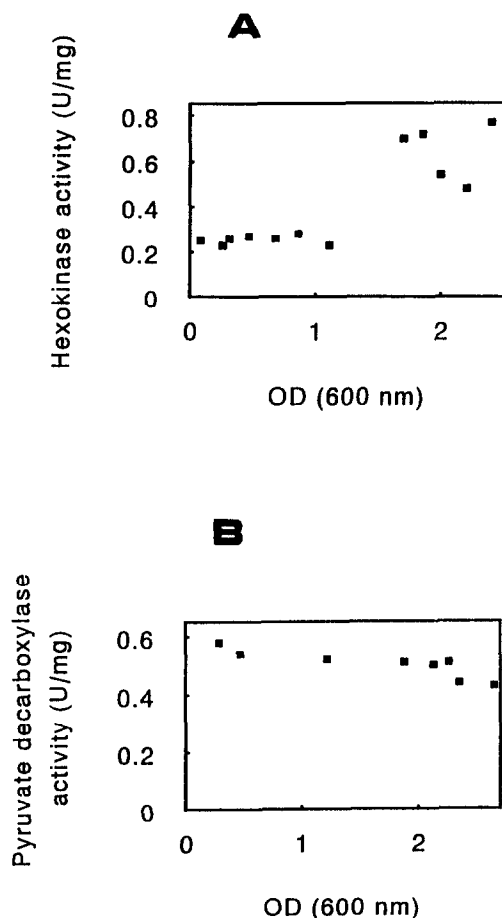 A
Hexokinase activity (U/mg)
0.8
0.6
0.4
0.2
0
0 1 2
OD (600 nm)
B
Pyruvate decarboxylase
activity (U/mg)
0.6
0.4
0.2
0
0 1 2
OD (600 nm)